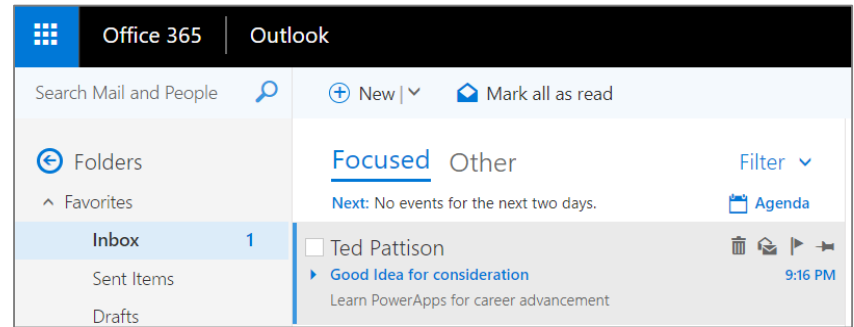 Office 365 Outlook
Search Mail and People
New Mark all as read
Folders
Favorites
Inbox 1
Sent Items
Drafts
Focused Other Filter
Next: No events for the next two days. Agenda
Ted Pattison
Good Idea for consideration 9:16 PM
Learn PowerApps for career advancement